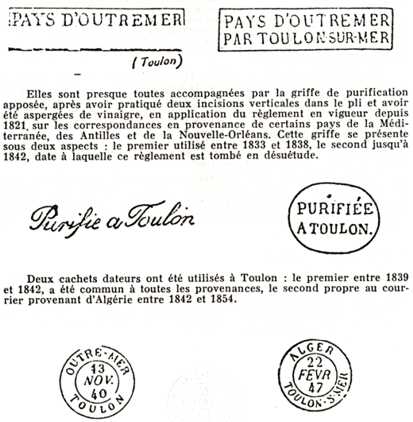 PAYS D'OUTREMER
PAYS D'OUTREMER
PAR TOULON-SUR-MER
(Toulon)
Elles sont presque toutes accompagnées par la griffe de purification
apposée, après avoir pratiqué deux incisions verticales dans le pli et avoir
été aspergées de vinaigre, en application du règlement en vigueur depuis
1821, sur les correspondances en provenance de certains pays de la Médi-
terranée, des Antilles et de la Nouvelle-Orléans. Cette griffe se présente
sous deux aspects : le premier utilisé entre 1833 et 1838, le second jusqu'à
1842, date à laquelle ce règlement est tombé en désuétude.
Purifie a Toulon
PURIFIÉE
A TOULON.
Deux cachets dateurs ont été utilisés à Toulon : le premier entre 1839
et 1842, a été commun à toutes les provenances, le second propre au cour-
rier provenant d'Algérie entre 1842 et 1854.
OUTRE-MER
13
NOV.
40
TOULON
ALGER
22
FÉVR
47
TOULON-S-MER